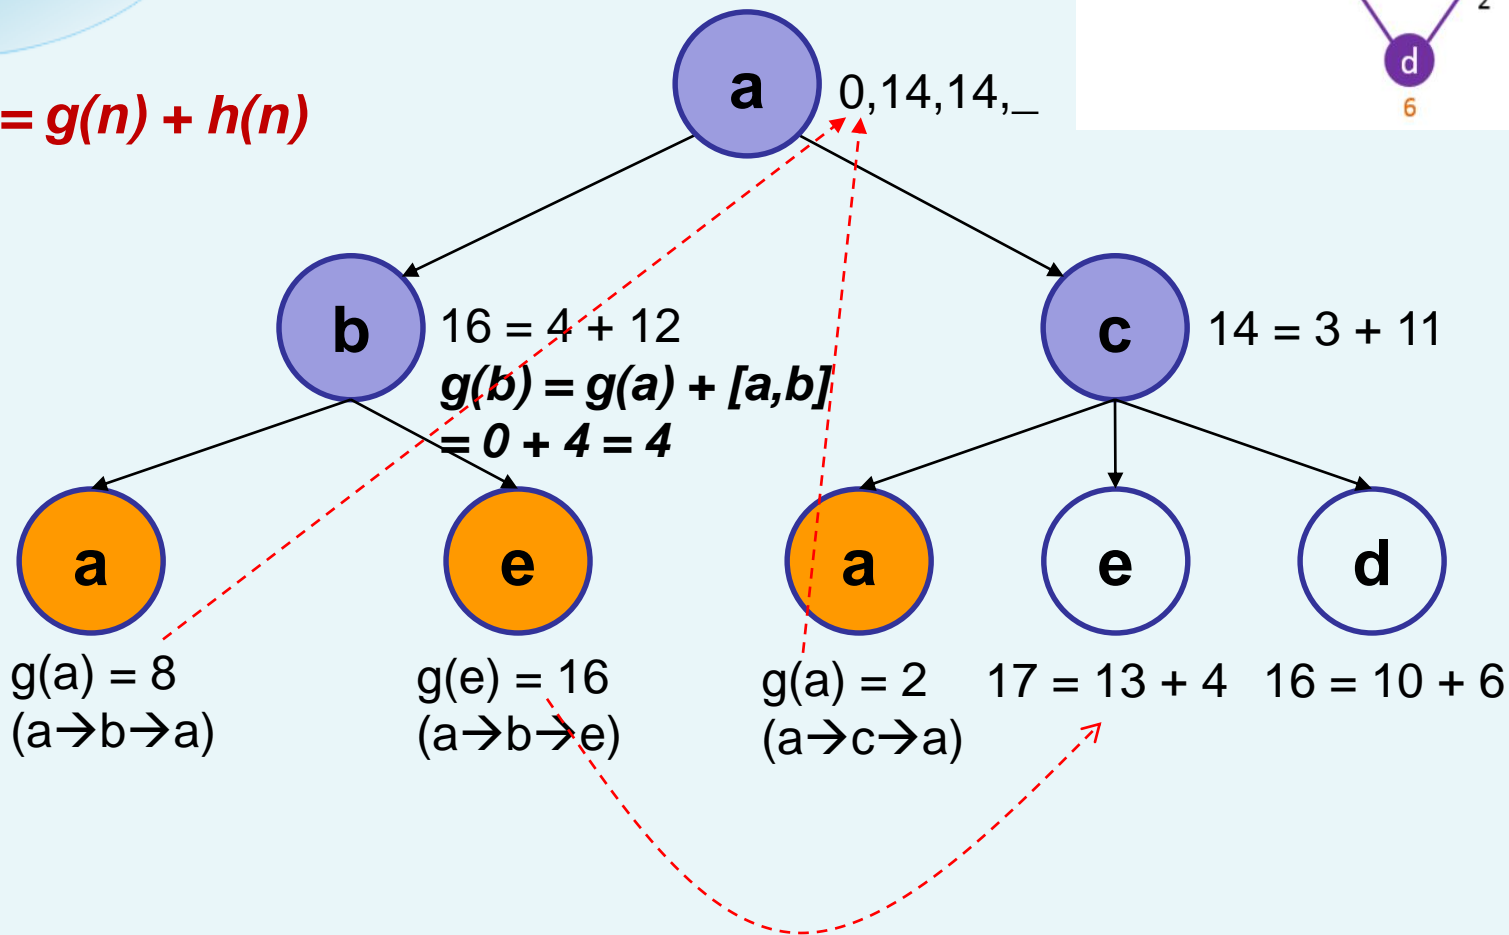 2
d
6
= g(n) + h(n)
a
0,14,14,_
b
16 = 4 + 12
g(b) = g(a) + [a,b]
= 0 + 4 = 4
c
14 = 3 + 11
a
e
a
e
d
g(a) = 8
(a→b→a)
g(e) = 16
(a→b→e)
g(a) = 2
(a→c→a)
17 = 13 + 4
16 = 10 + 6